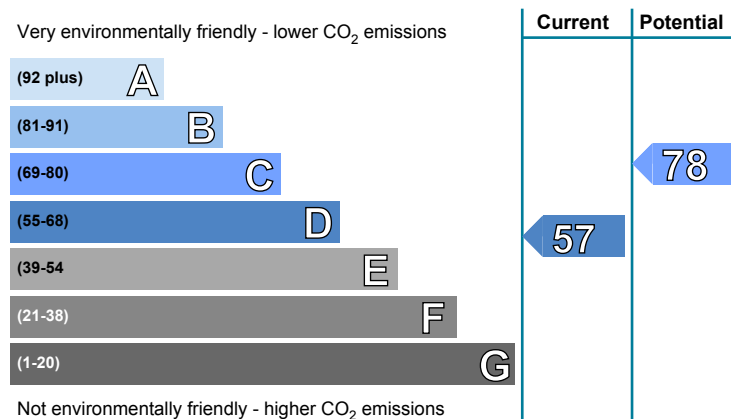 Very environmentally friendly - lower CO₂ emissions
Current
Potential
(92 plus) A
(81-91) B
(69-80) C
(55-68) D
(39-54 E
(21-38) F
(1-20) G
57
78
Not environmentally friendly - higher CO₂ emissions